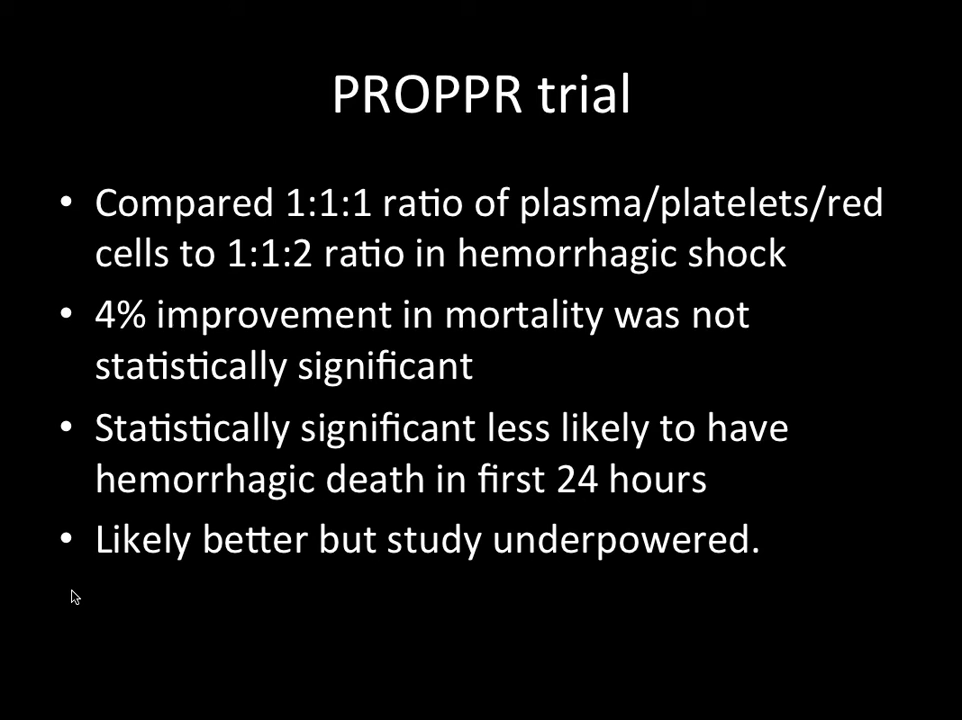 PROPPR trial
• Compared 1:1:1 ratio of plasma/platelets/red
cells to 1:1:2 ratio in hemorrhagic shock
• 4% improvement in mortality was not
statistically significant
• Statistically significant less likely to have
hemorrhagic death in first 24 hours
• Likely better but study underpowered.